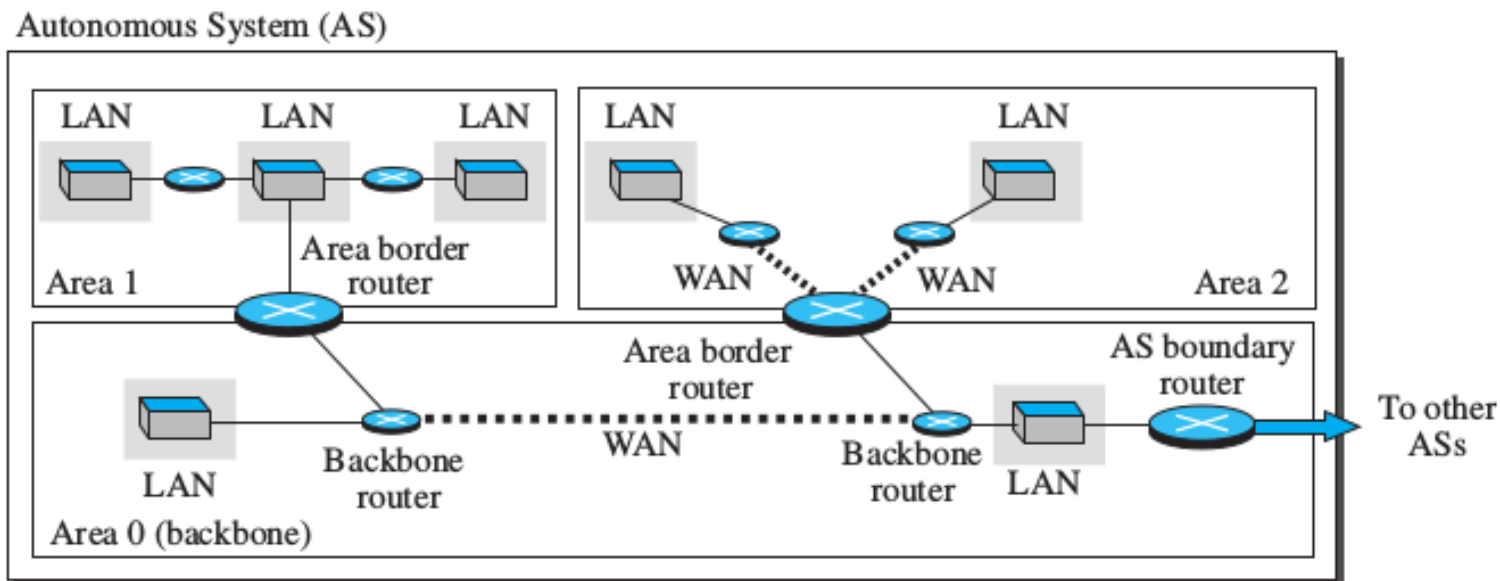 Autonomous System (AS)
LAN
LAN
LAN
Area border
router
Area 1
LAN
LAN
WAN
WAN
Area 2
Area border
router
AS boundary
router
To other
ASs
WAN
LAN
Backbone
router
Backbone
router
LAN
Area 0 (backbone)